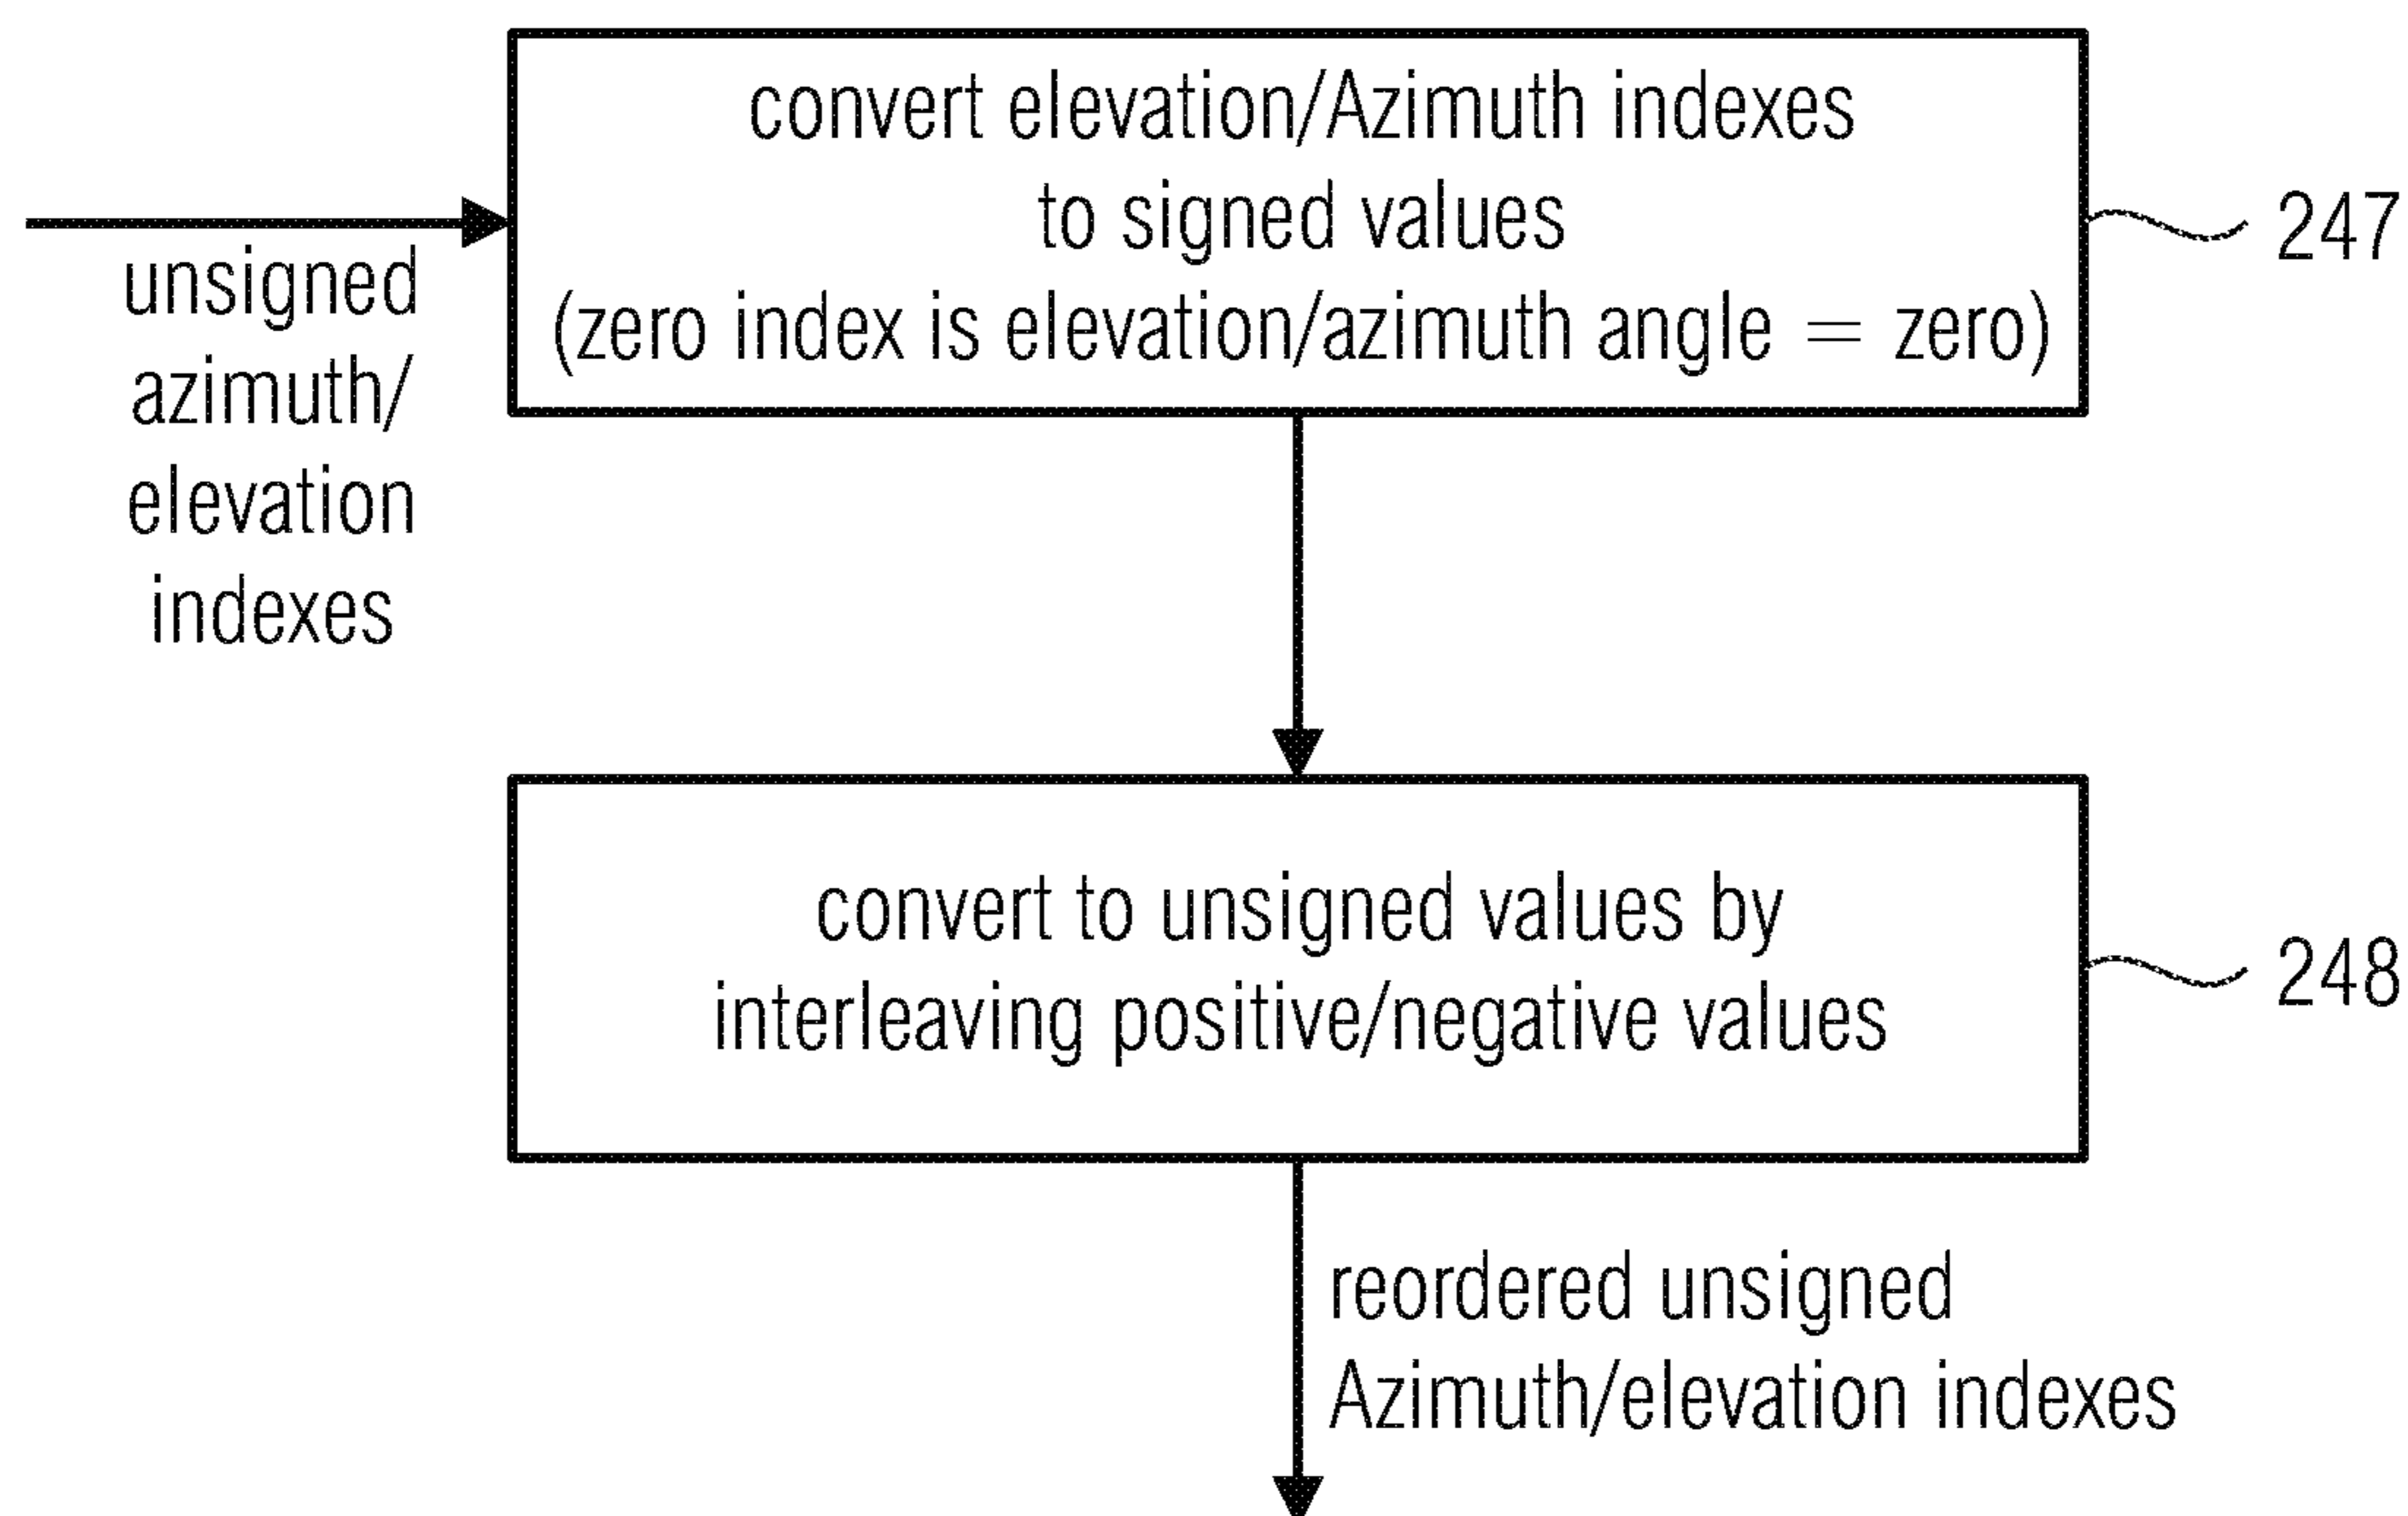 convert elevation/Azimuth indexes
to signed values
(zero index is elevation/azimuth angle = zero)
247
unsigned
azimuth/
elevation
indexes
convert to unsigned values by
interleaving positive/negative values
248
reordered unsigned
Azimuth/elevation indexes